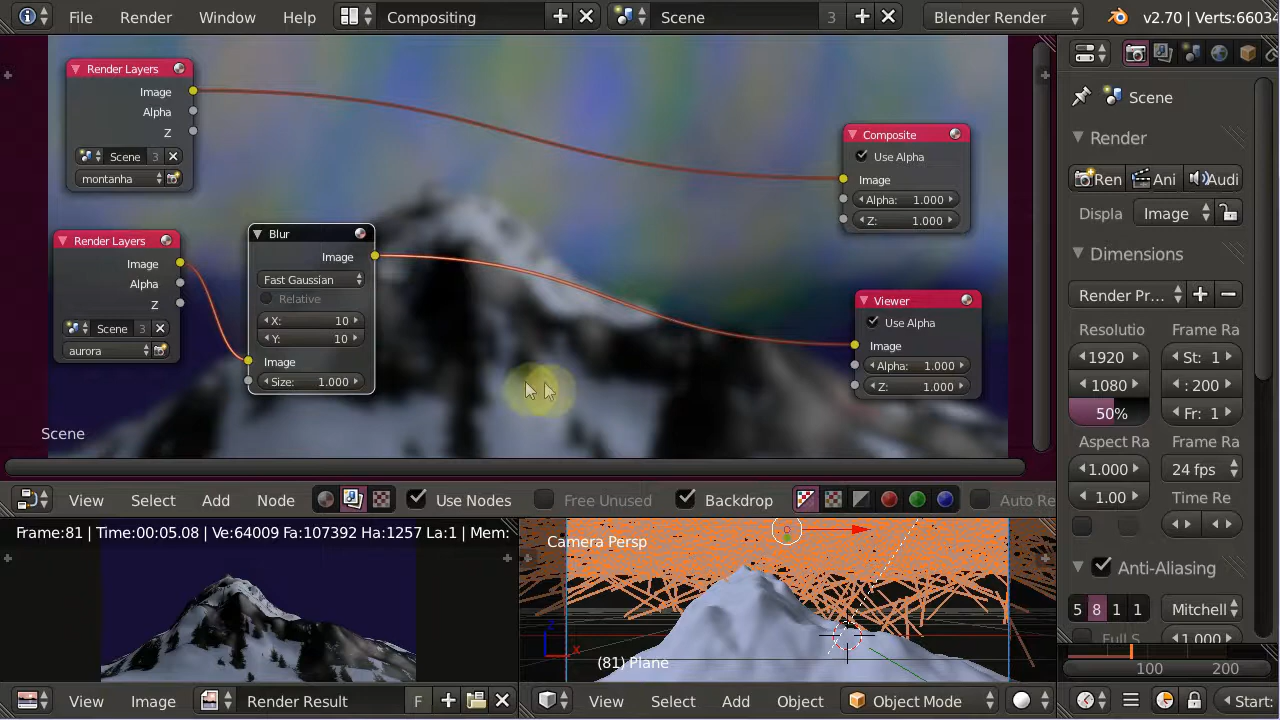 File Render Window Help Compositing Scene 3 Blender Render v2.70 | Verts:6603
Render Layers
Image
Alpha
Z
Scene 3
montanha
Composite
Use Alpha
Image
Alpha: 1.000
Z: 1.000
Render Layers
Image
Alpha
Z
Scene 3
aurora
Blur
Image
Fast Gaussian
Relative
X: 10
Y: 10
Image
Size: 1.000
Viewer
Use Alpha
Image
Alpha: 1.000
Z: 1.000
Scene
View Select Add Node Use Nodes Free Unused Backdrop Auto Re
Frame:81 | Time:00:05.08 | Ve:64009 Fa:107392 Ha:1257 La:1 | Mem:
View Image Render Result F
Camera Persp
(81) Plane
View Select Add Object Object Mode
Scene
Render
Ren Ani Audi
Displa Image
Dimensions
Render Pr...
Resolutio Frame Ra
1920 St: 1
1080 : 200
50% Fr: 1
Aspect Ra Frame Ra
1.000 24 fps
1.00 Time Re
Anti-Aliasing
5 8 1 1 Mitchell
Full S 1.000
100 200
Start: